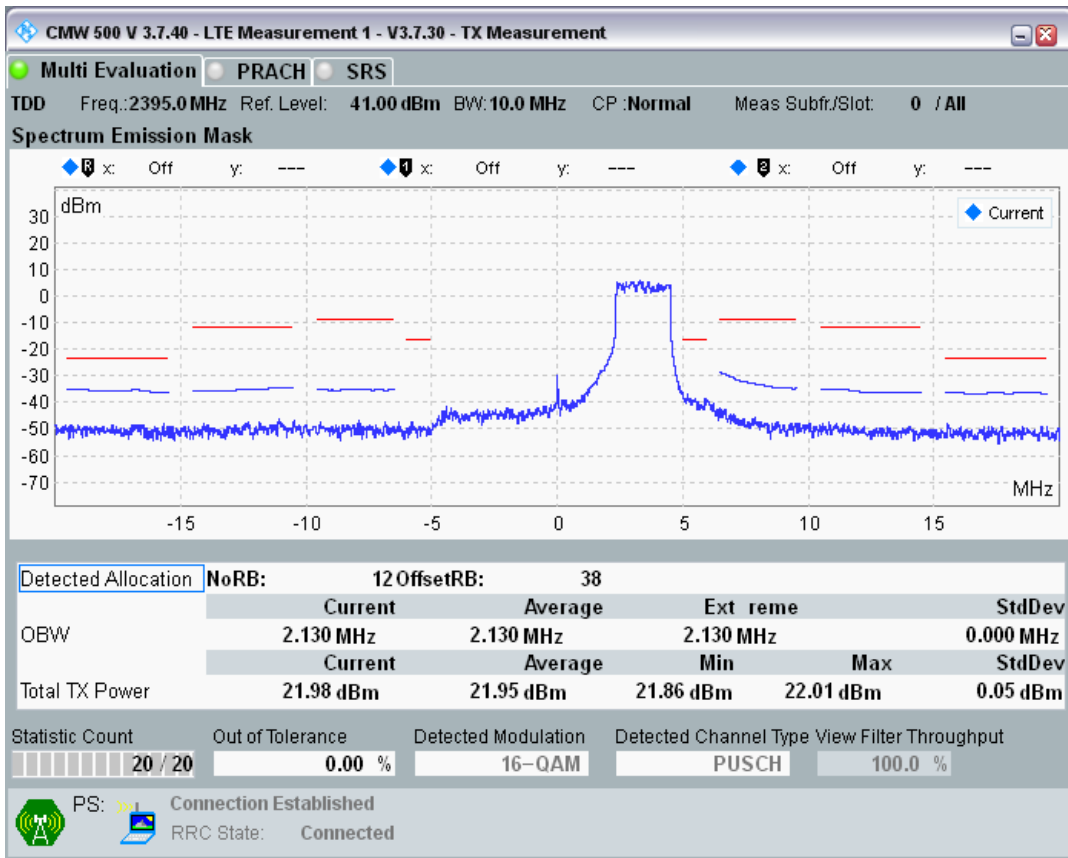 CMW 500 V 3.7.40 - LTE Measurement 1 - V3.7.30 - TX Measurement
Multi Evaluation PRACH SRS
TDD Freq.:2395.0 MHz Ref. Level: 41.00 dBm BW:10.0 MHz CP :Normal Meas Subfr./Slot: 0 / All
Spectrum Emission Mask
R x: Off y: --- 1 x: Off y: --- 2 x: Off y: ---
dBm
Current
30
20
10
0
-10
-20
-30
-40
-50
-60
-70
MHz
-15 -10 -5 0 5 10 15
Detected Allocation NoRB: 12 OffsetRB: 38
Current Average Ext reme StdDev
OBW 2.130 MHz 2.130 MHz 2.130 MHz 0.000 MHz
Current Average Min Max StdDev
Total TX Power 21.98 dBm 21.95 dBm 21.86 dBm 22.01 dBm 0.05 dBm
Statistic Count Out of Tolerance Detected Modulation Detected Channel Type View Filter Throughput
20 / 20 0.00 % 16-QAM PUSCH 100.0 %
PS: Connection Established
RRC State: Connected